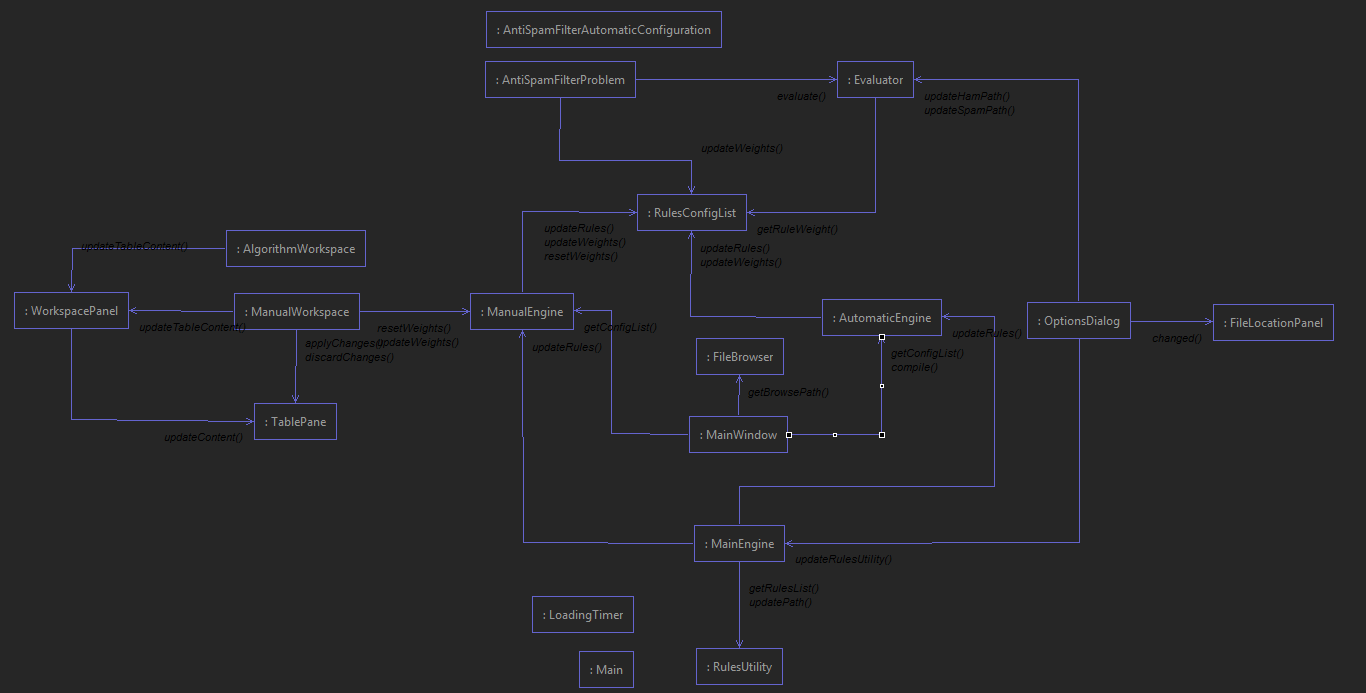 : AntiSpamFilterAutomaticConfiguration
: AntiSpamFilterProblem
: Evaluator
evaluate()
updateHamPath()
updateSpamPath()
updateWeights()
: RulesConfigList
getRuleWeight()
updateRules()
updateWeights()
resetWeights()
updateRules()
updateWeights()
updateTableContent()
: AlgorithmWorkspace
: WorkspacePanel
: ManualWorkspace
: ManualEngine
: AutomaticEngine
: OptionsDialog
: FileLocationPanel
updateTableContent()
resetWeights()
updateWeights()
applyChanges()
discardChanges()
getConfigList()
updateRules()
updateRules()
changed()
getConfigList()
compile()
: FileBrowser
getBrowsePath()
: TablePane
updateContent()
: MainWindow
: MainEngine
updateRulesUtility()
getRulesList()
updatePath()
: LoadingTimer
: Main
: RulesUtility